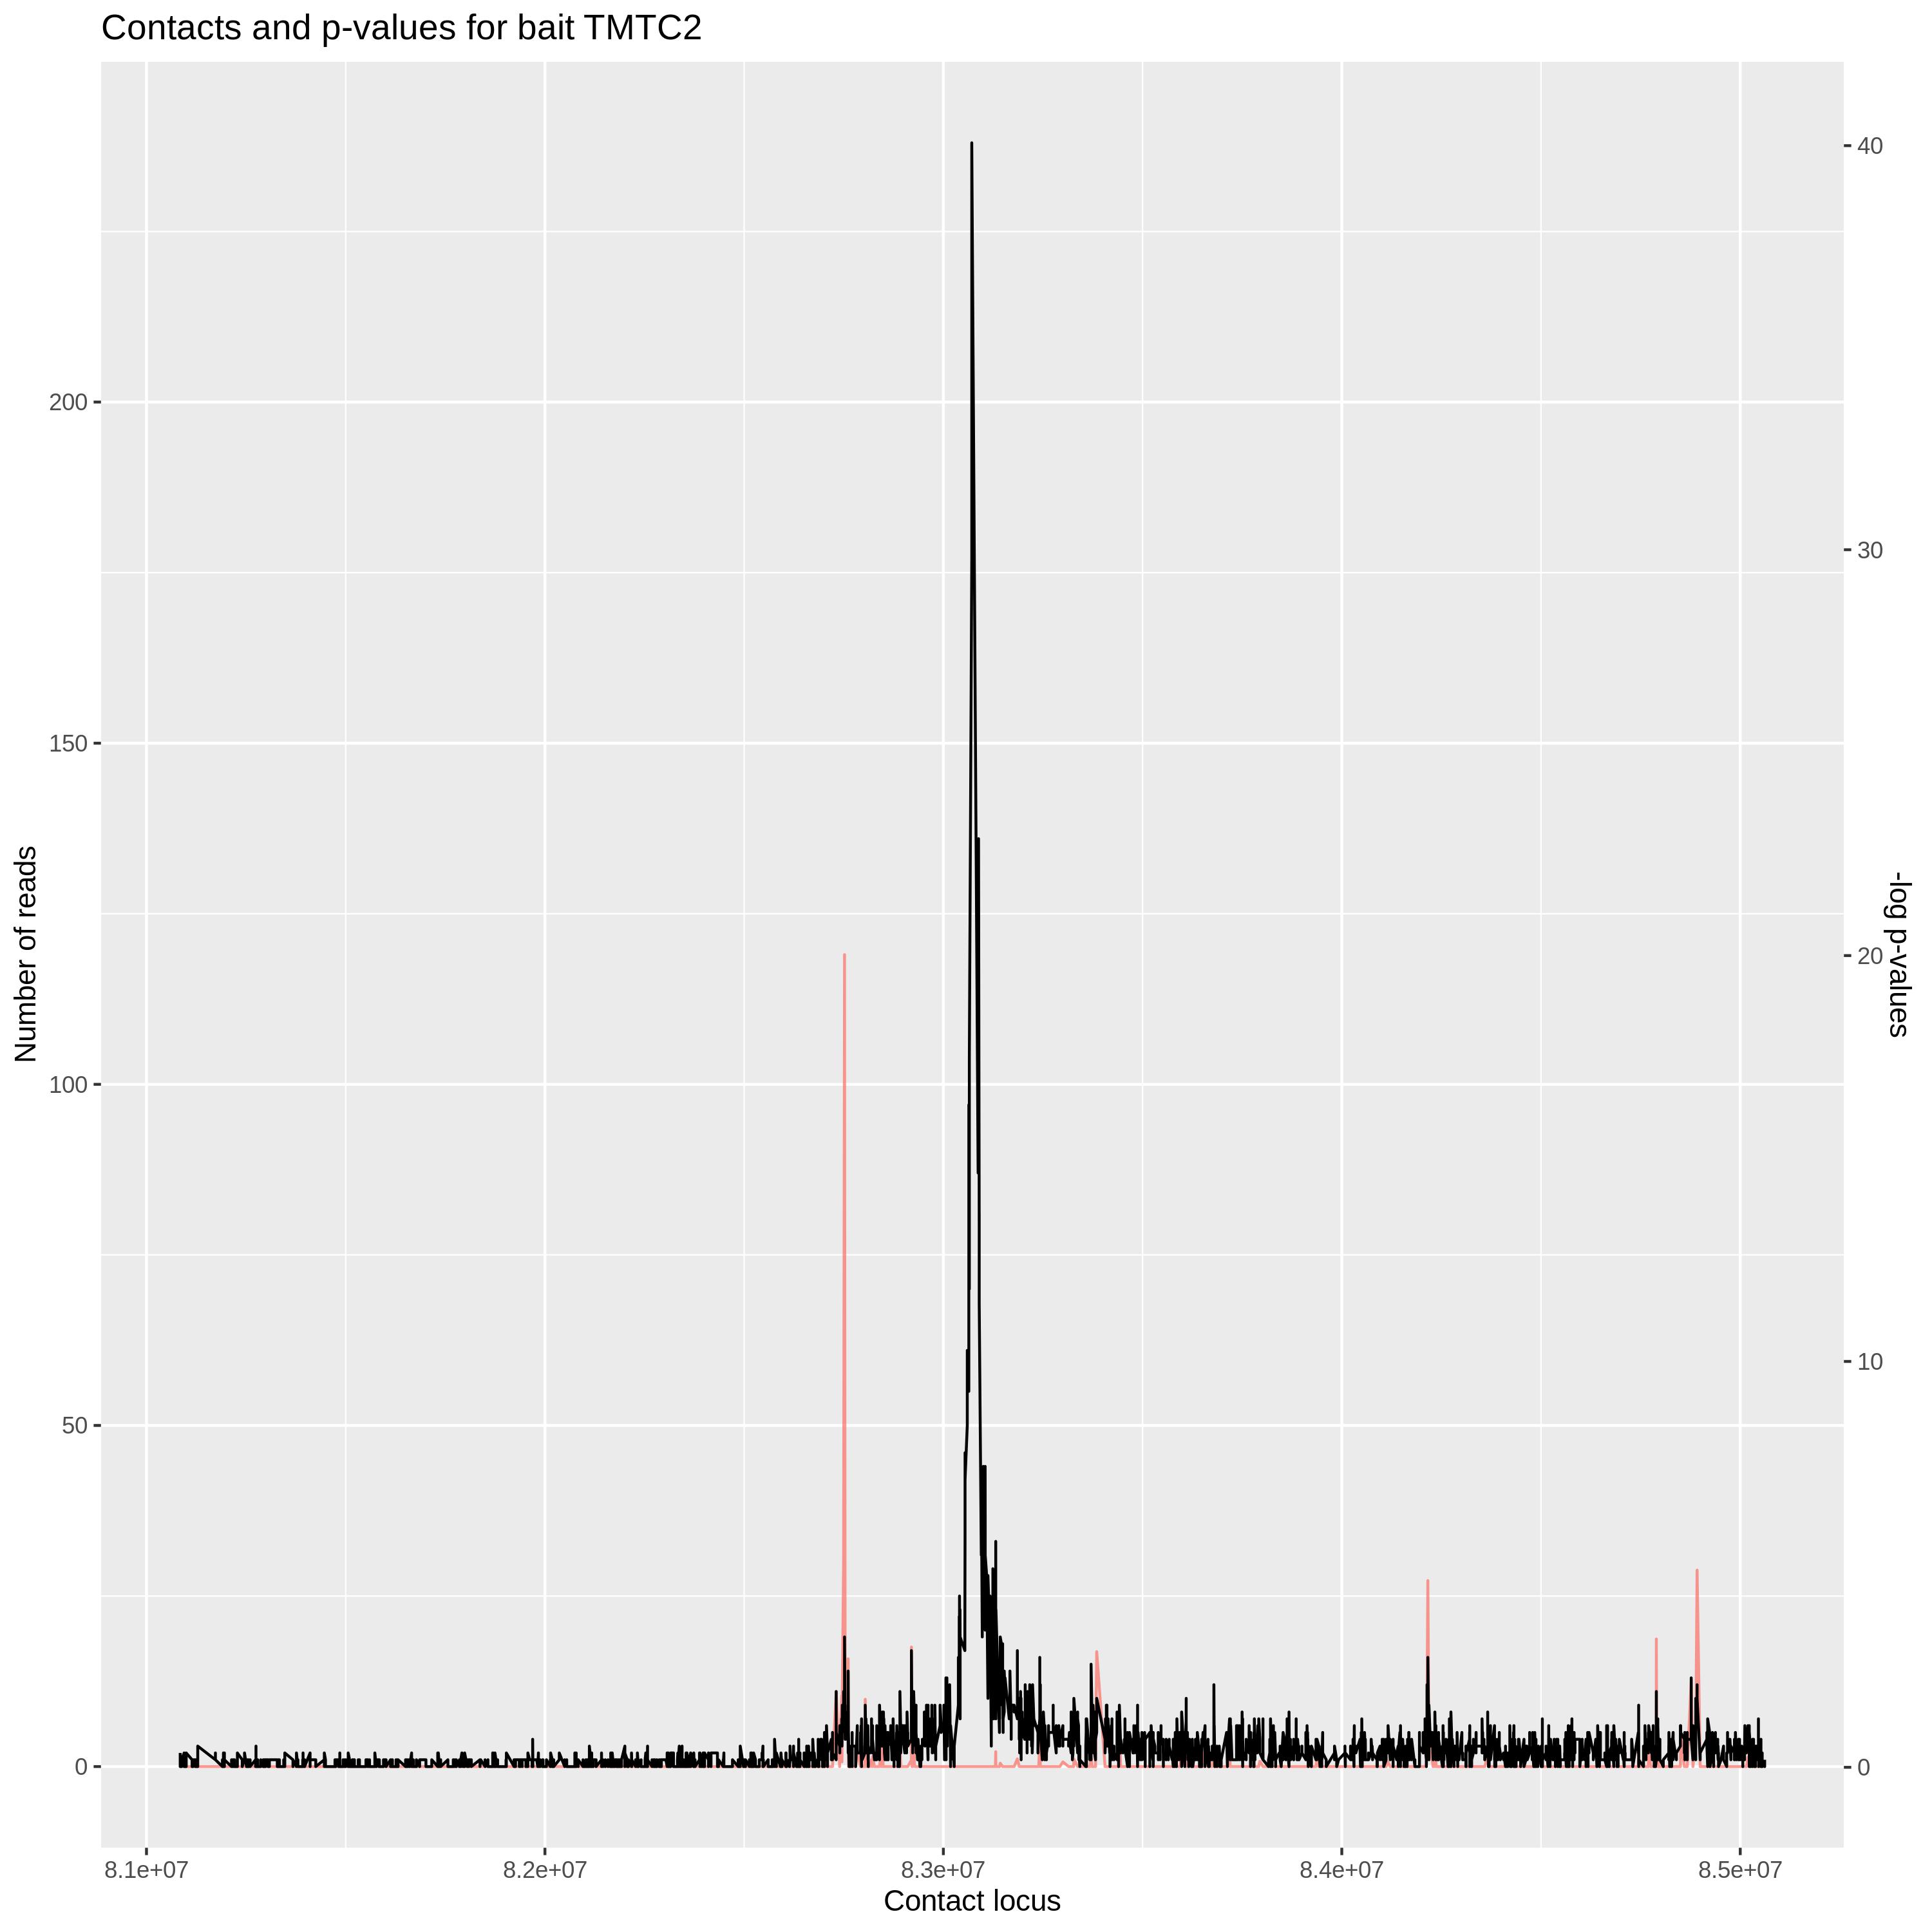 Contacts and p-values for bait TMTC2
Number of reads
200
150
100
50
0
40
30
20
10
0
-log p-values
8.1e+07 8.2e+07 8.3e+07 8.4e+07 8.5e+07
Contact locus